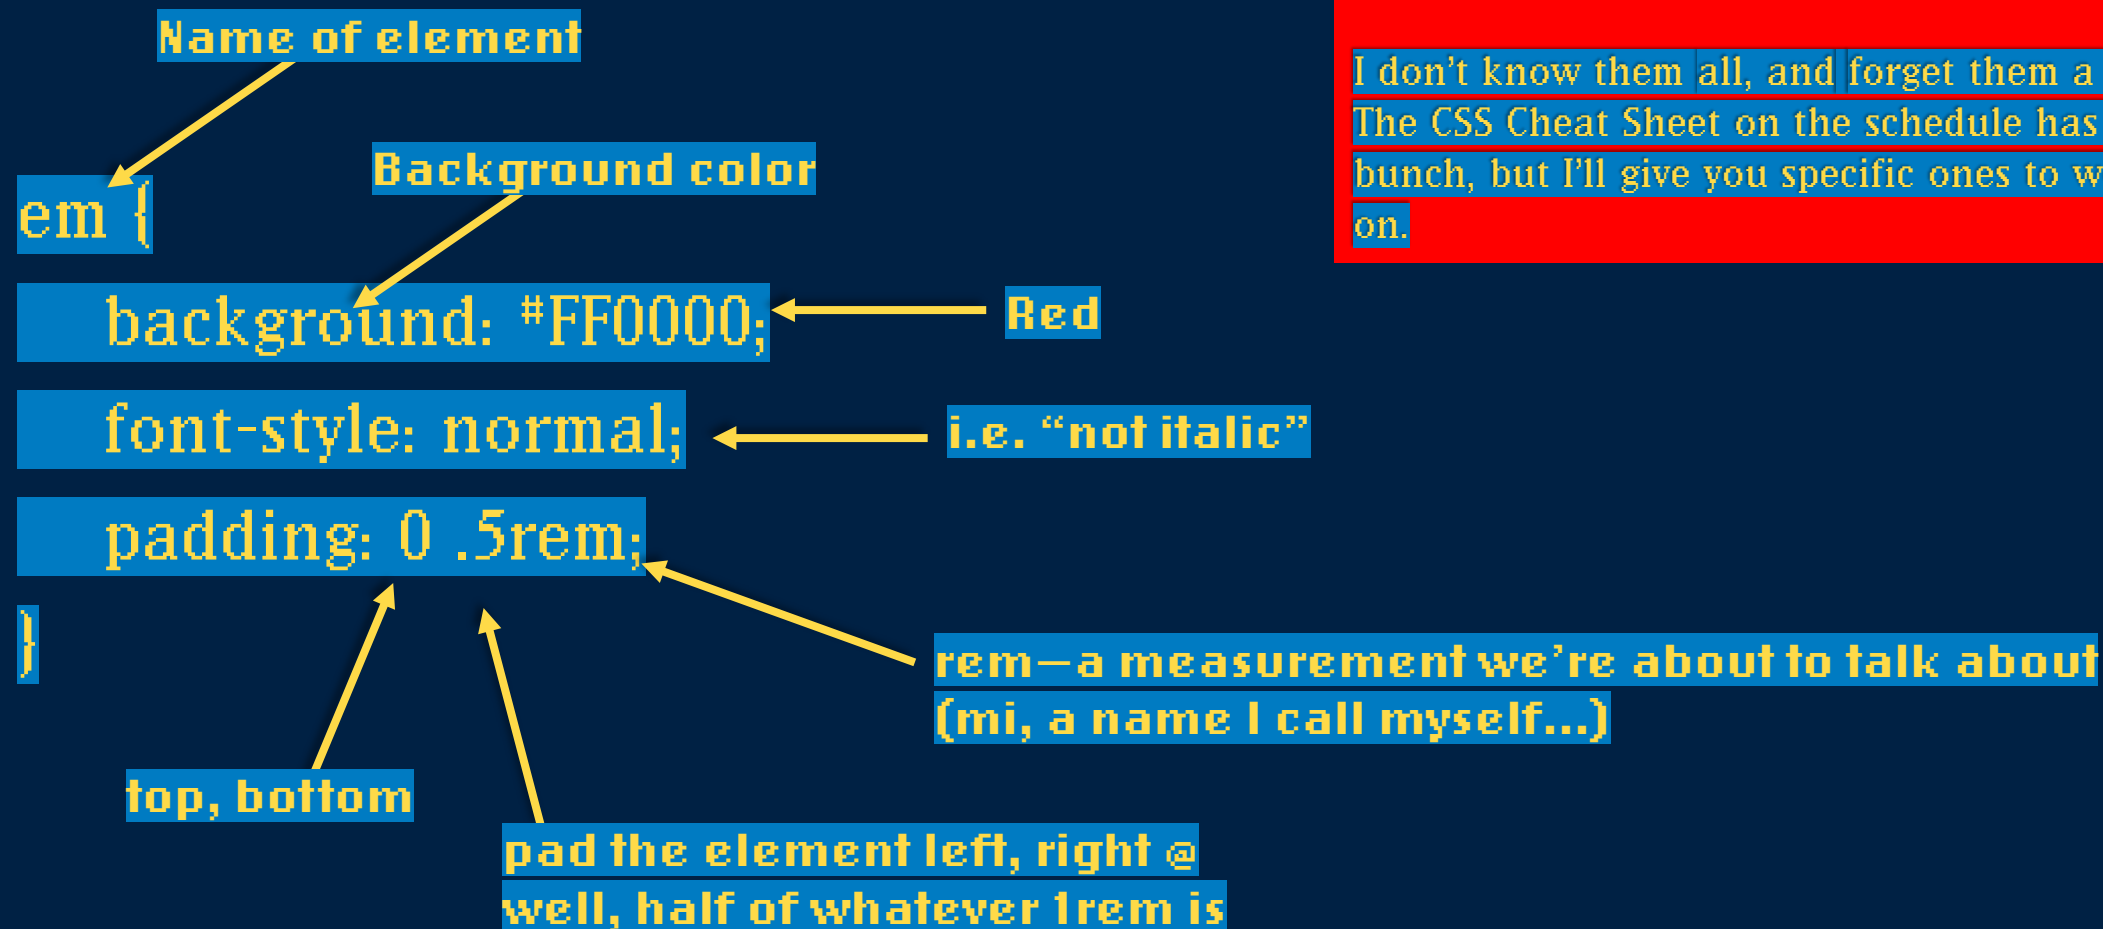 Name of element
I don’t know them all, and forget them a
The CSS Cheat Sheet on the schedule has
bunch, but I’ll give you specific ones to w
on.
Background color
em {
background: #FF0000;
Red
font-style: normal;
i.e. “not italic”
padding: 0 .5rem;
}
rem—a measurement we’re about to talk about
(mi, a name I call myself…)
top, bottom
pad the element left, right @
well, half of whatever 1rem is